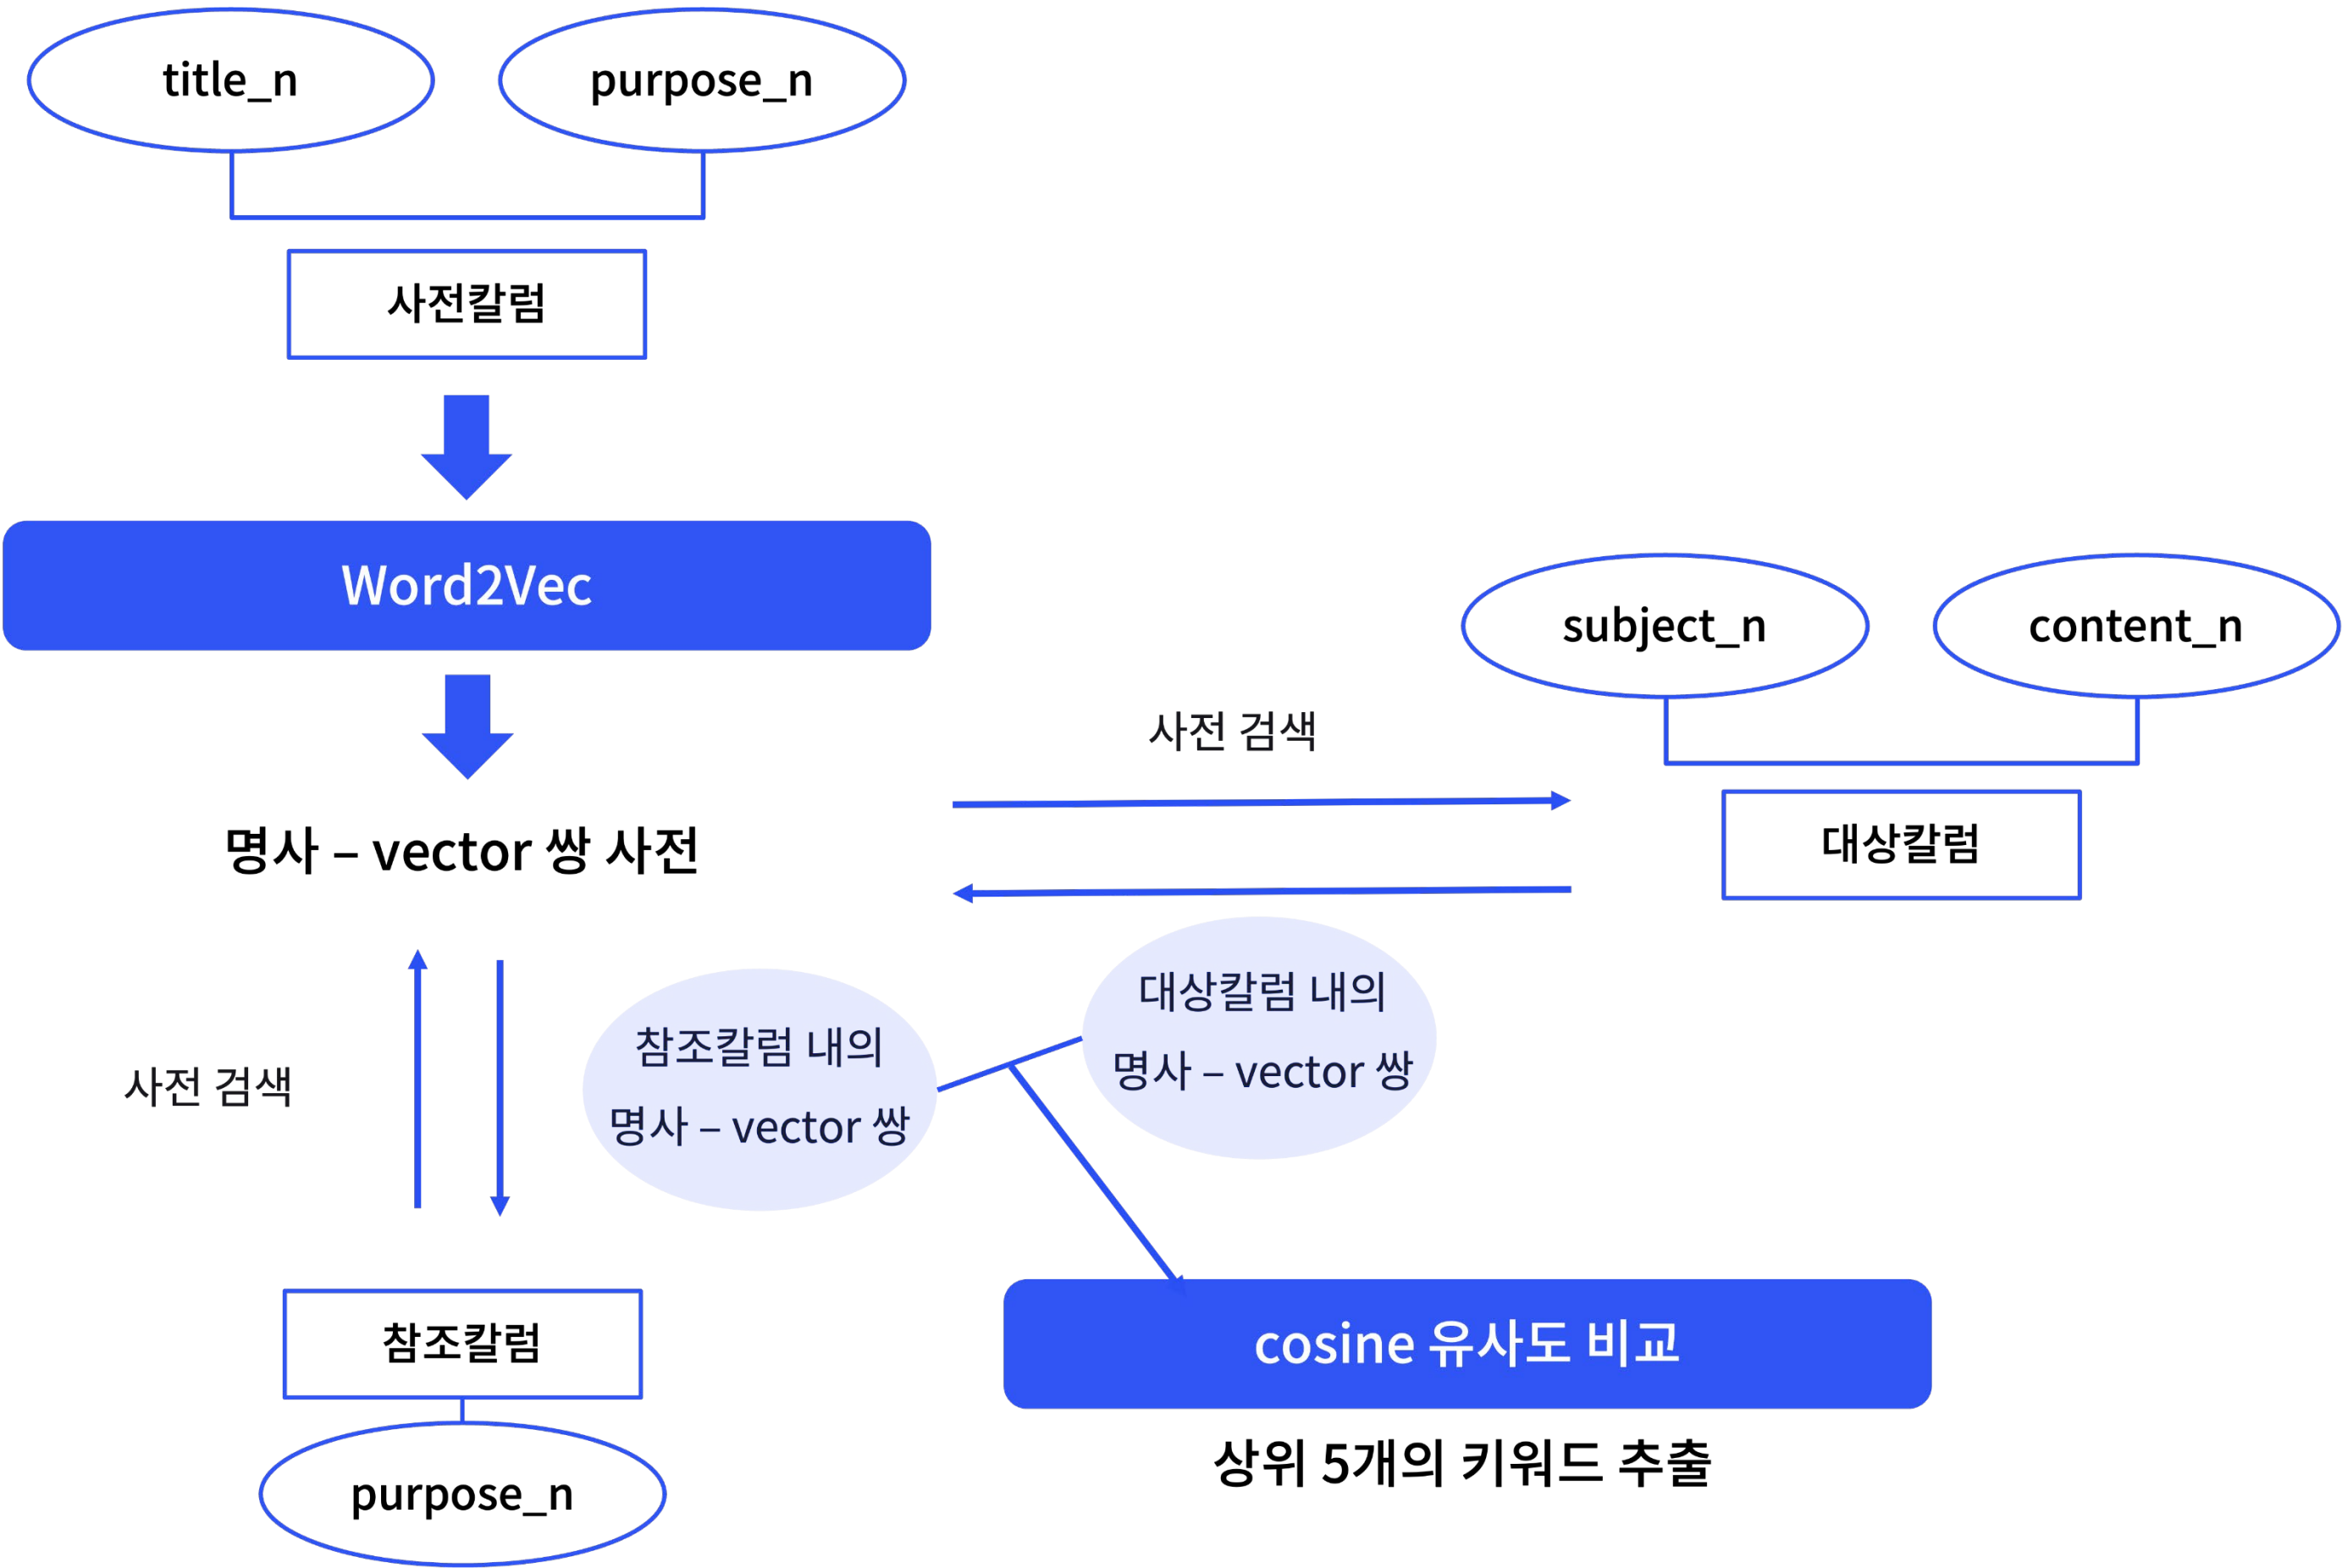 title_n
purpose_n
사전칼럼
Word2Vec
subject_n
content_n
사전 검색
명사 – vector 쌍 사전
대상칼럼
대상칼럼 내의
명사 – vector 쌍
참조칼럼 내의
명사 – vector 쌍
사전 검색
참조칼럼
purpose_n
cosine 유사도 비교
상위 5개의 키워드 추출